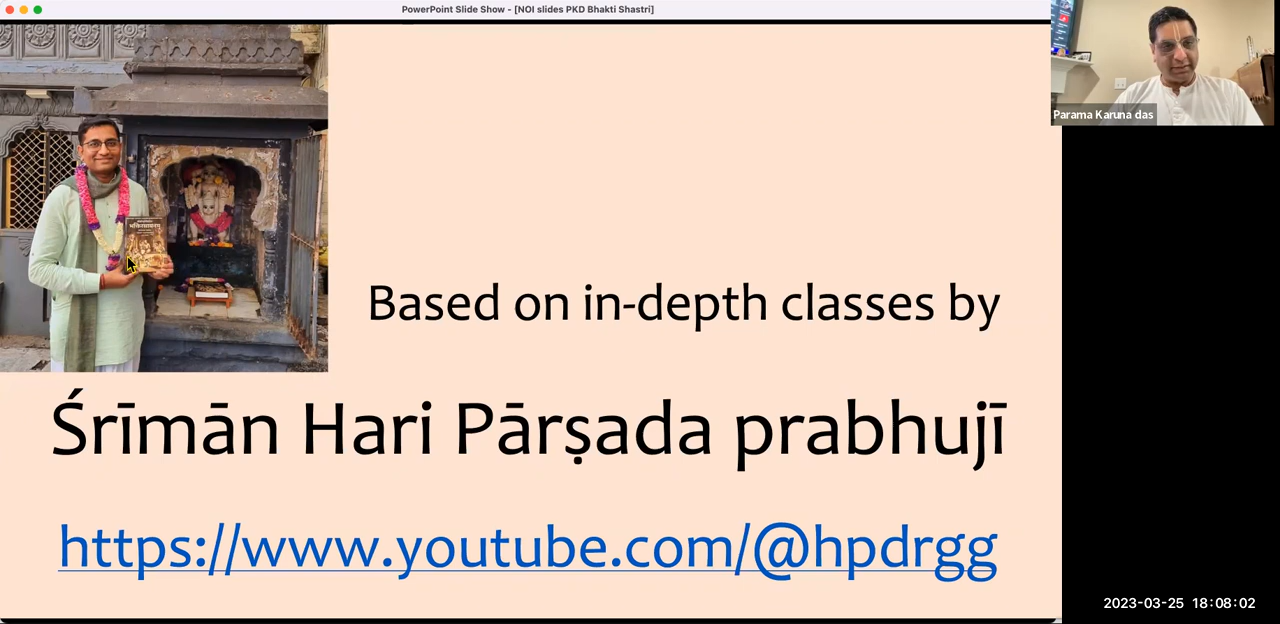 PowerPoint Slide Show - [NOI slides PKD Bhakti Shastri]
Parama Karuna das
Based on in-depth classes by
Śrīmān Hari Pārṣada prabhujī
https://www.youtube.com/@hpdrgg
2023-03-25 18:08:02